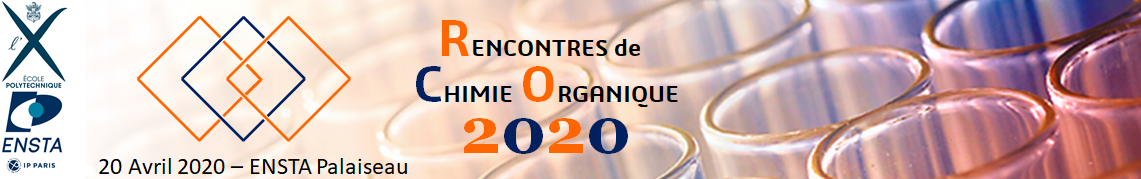 l'X
ÉCOLE
POLYTECHNIQUE
ENSTA
IP PARIS
20 Avril 2020 – ENSTA Palaiseau
RENCONTRES de
CHIMIE ORGANIQUE
2020